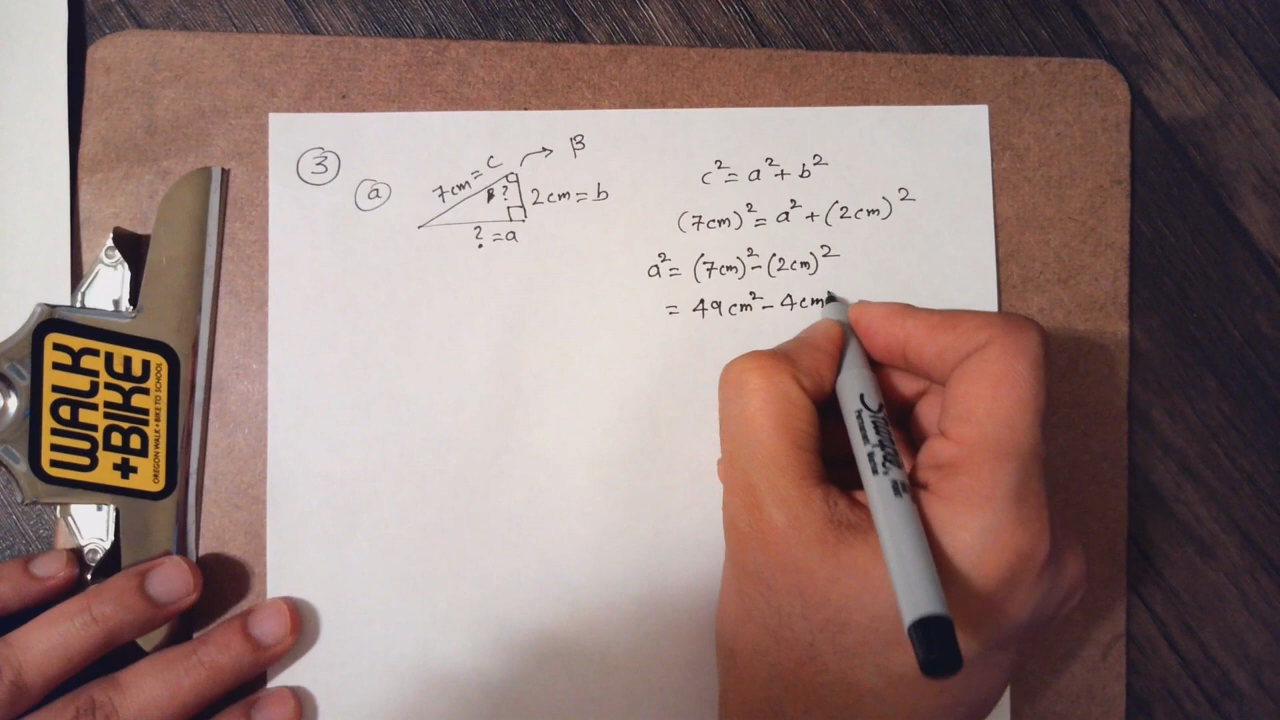 ③
ⓐ
7cm = c
β
?
2cm = b
? = a
c² = a² + b²
(7cm)² = a² + (2cm)²
a² = (7cm)² - (2cm)²
= 49cm² - 4cm
WALK
+BIKE
OREGON WALK + BIKE TO SCHOOL
Sharpie